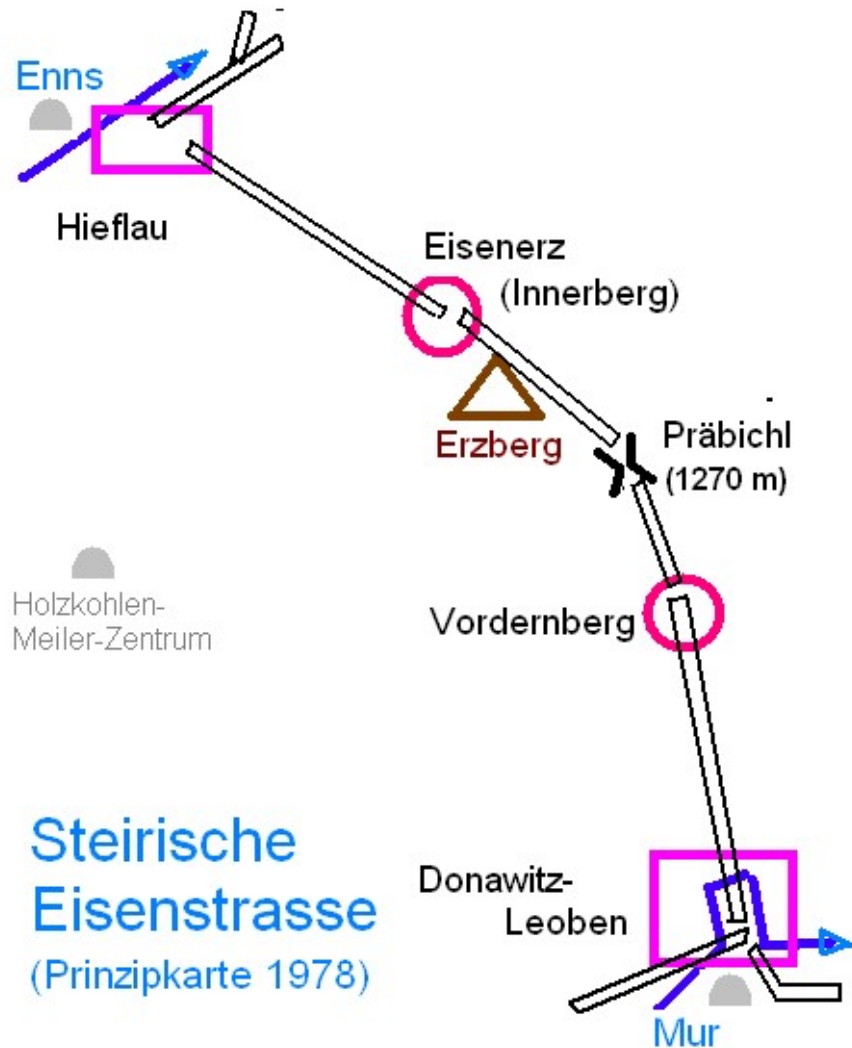 Enns
Hieflau
Eisenerz
(Innerberg)
Erzberg
Präbichl
(1270 m)
Holzkohlen-
Meiler-Zentrum
Vordernberg
Steirische
Eisenstrasse
(Prinzipkarte 1978)
Donawitz-
Leoben
Mur